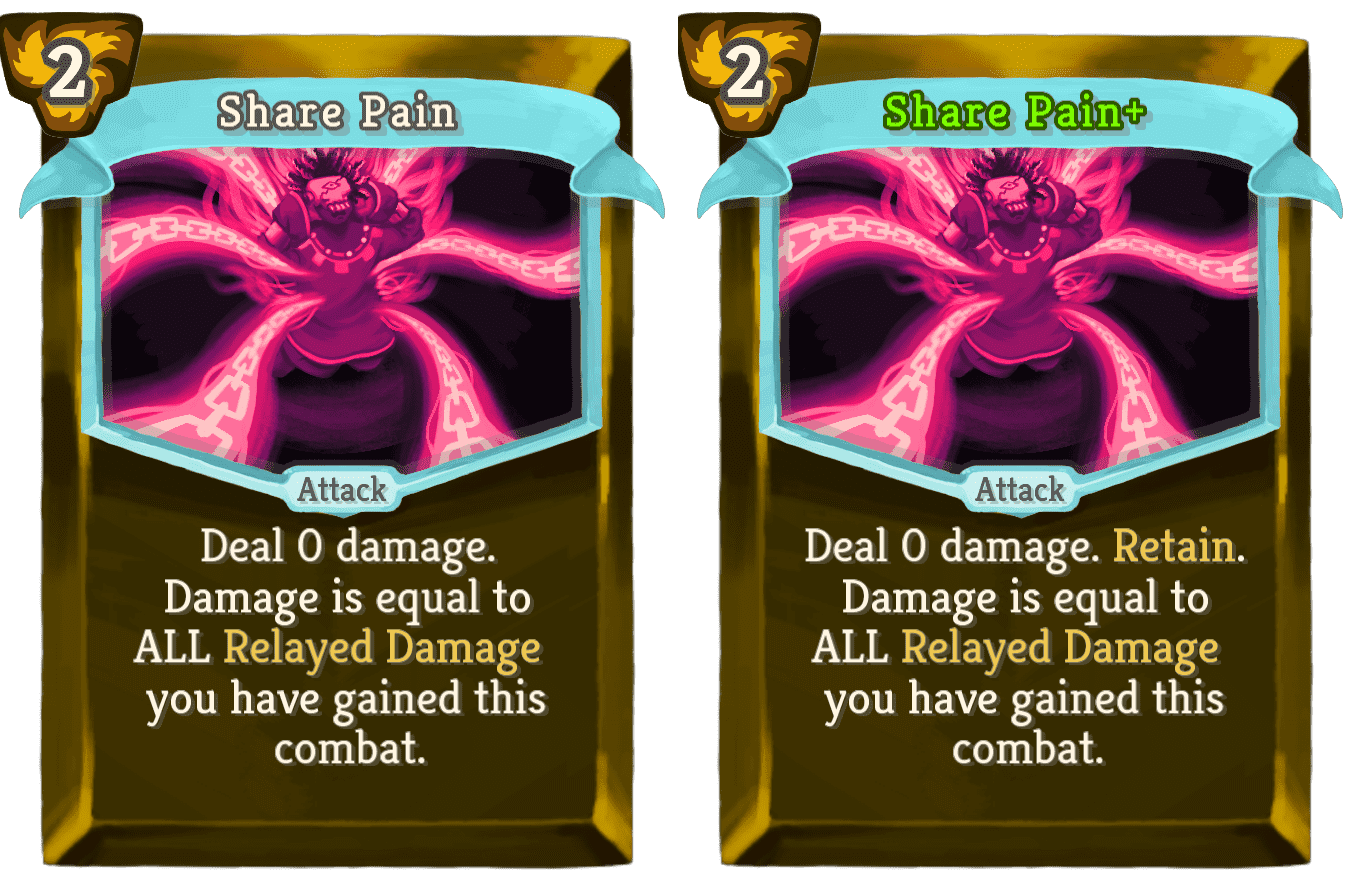 2
Share Pain
Attack
Deal 0 damage.
Damage is equal to
ALL Relayed Damage
you have gained this
combat.
2
Share Pain+
Attack
Deal 0 damage. Retain.
Damage is equal to
ALL Relayed Damage
you have gained this
combat.